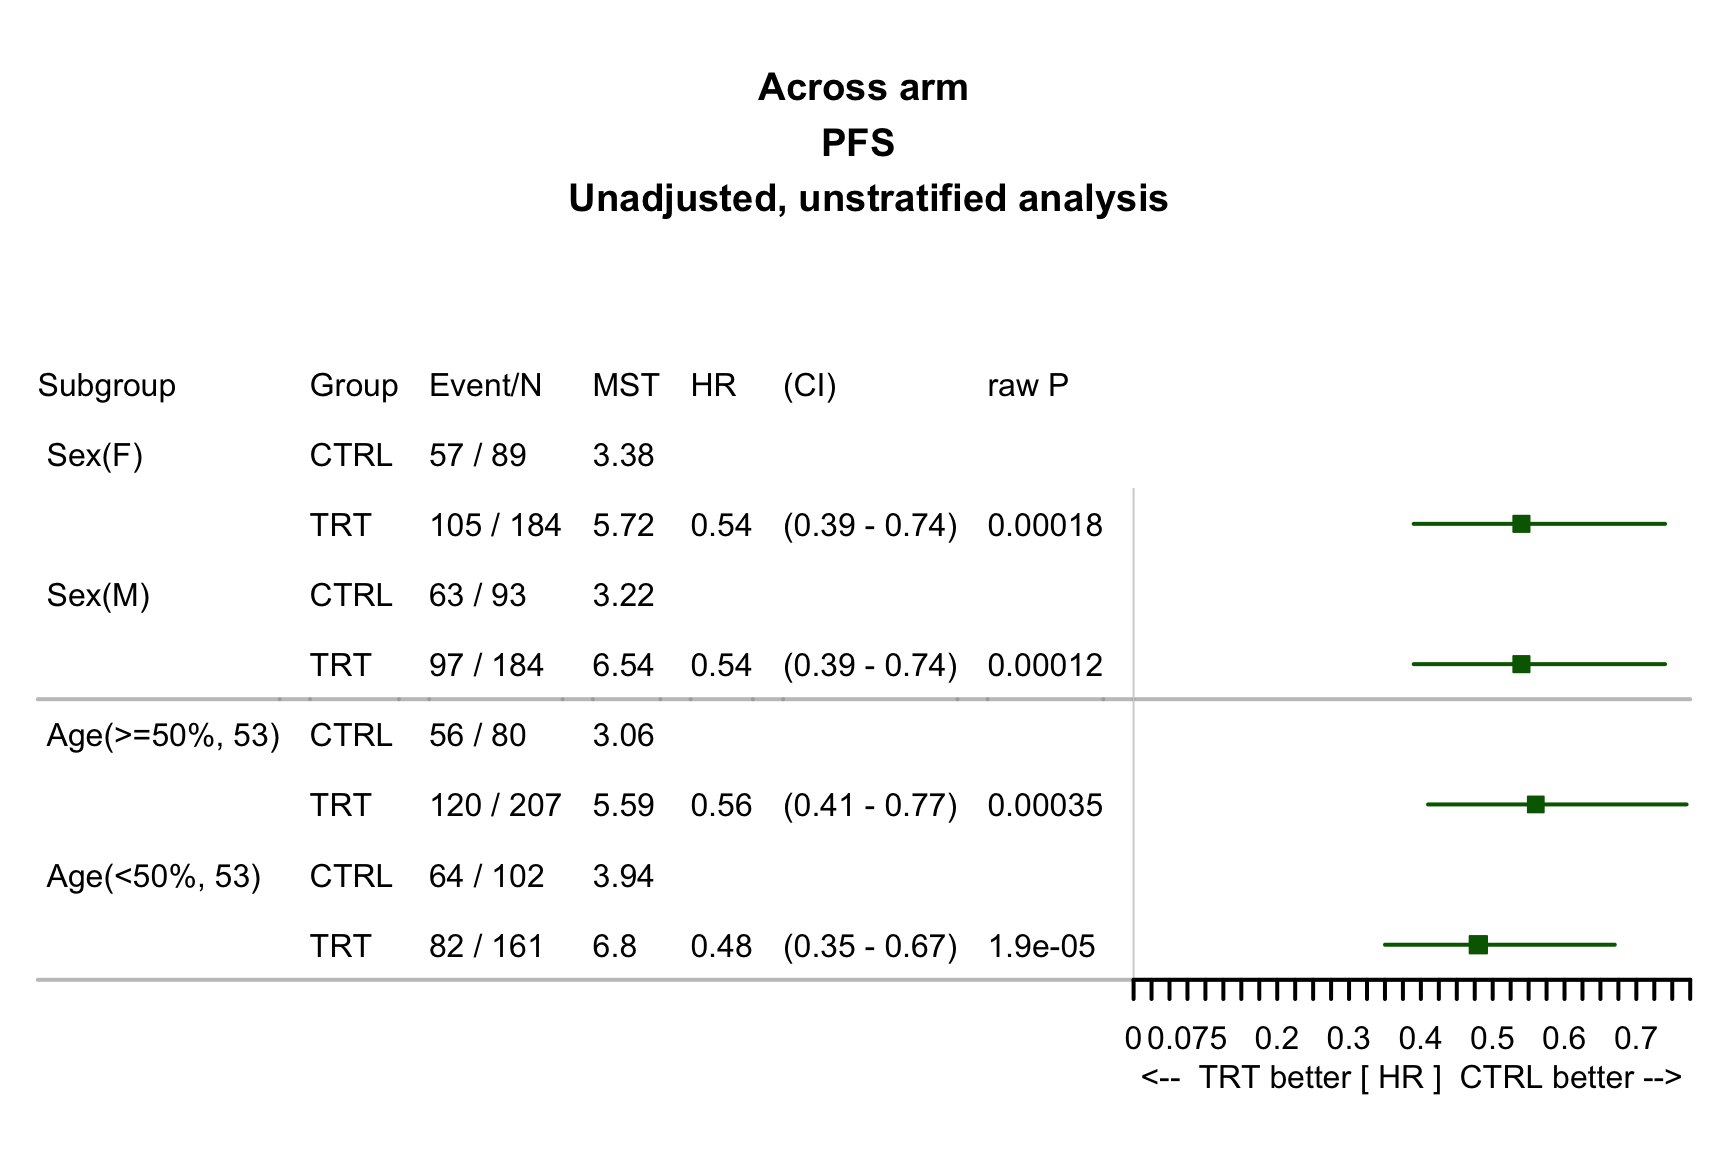 Across arm
PFS
Unadjusted, unstratified analysis
Subgroup Group Event/N MST HR (CI) raw P
Sex(F) CTRL 57 / 89 3.38
TRT 105 / 184 5.72 0.54 (0.39 - 0.74) 0.00018
Sex(M) CTRL 63 / 93 3.22
TRT 97 / 184 6.54 0.54 (0.39 - 0.74) 0.00012
Age(>=50%, 53) CTRL 56 / 80 3.06
TRT 120 / 207 5.59 0.56 (0.41 - 0.77) 0.00035
Age(<50%, 53) CTRL 64 / 102 3.94
TRT 82 / 161 6.8 0.48 (0.35 - 0.67) 1.9e-05
0 0.075 0.2 0.3 0.4 0.5 0.6 0.7
<-- TRT better [ HR ] CTRL better -->